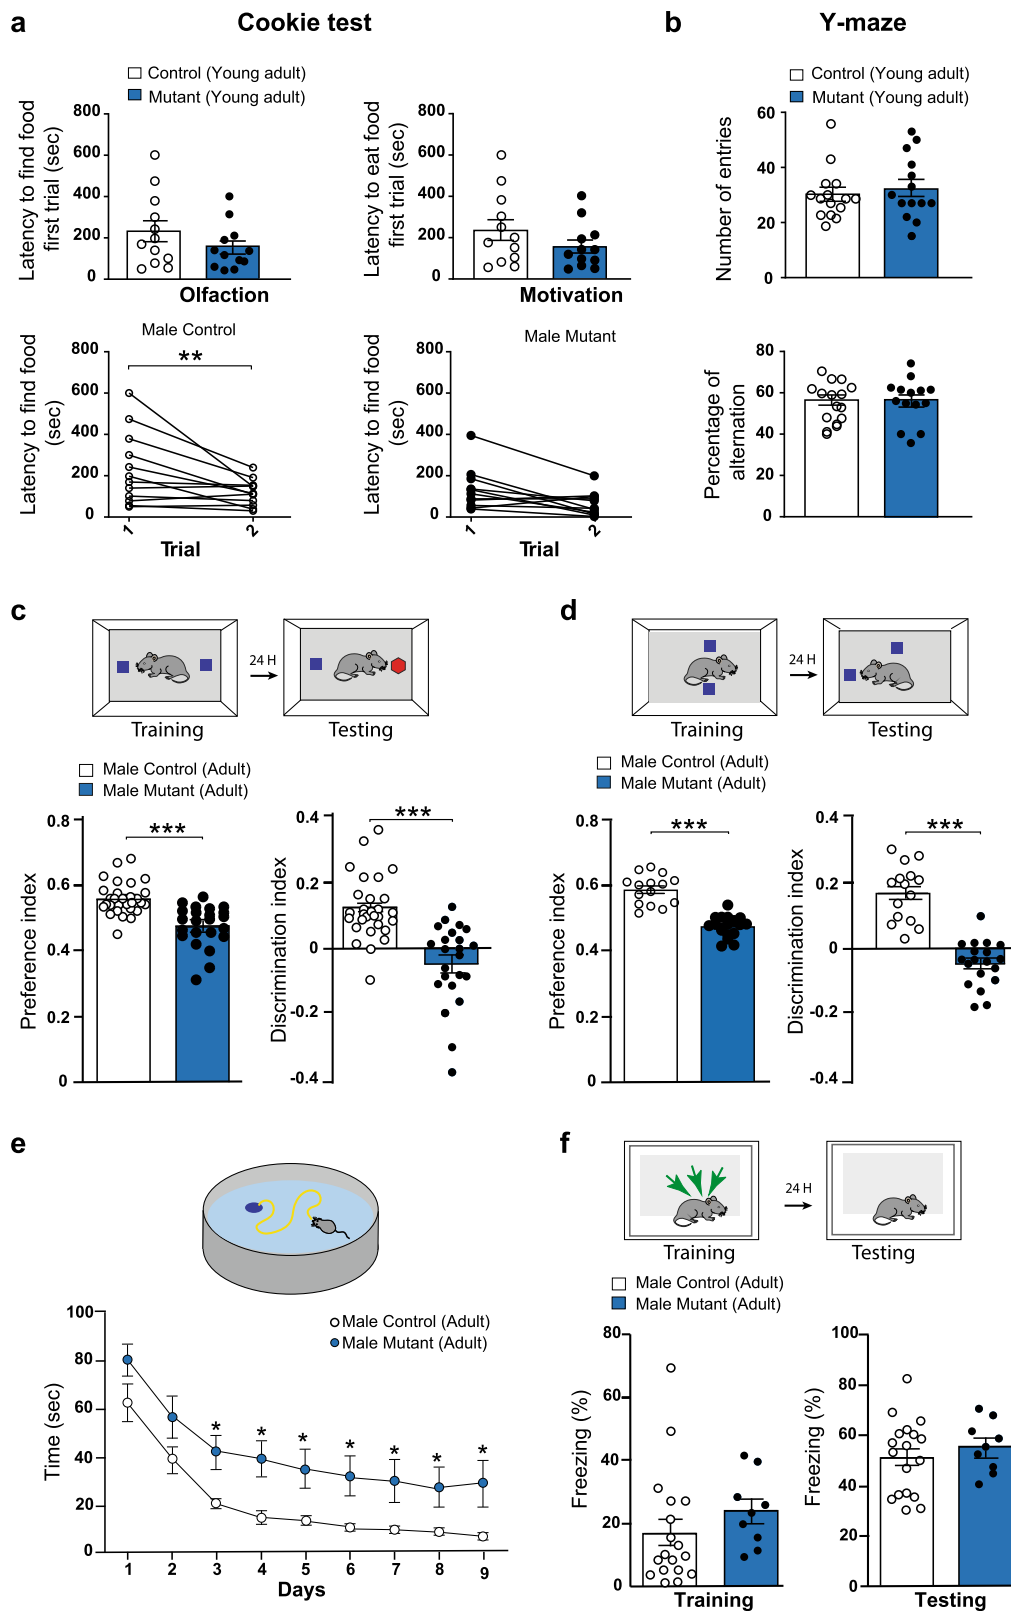 a
Cookie test
Control (Young adult)
Mutant (Young adult)
Latency to find food
first trial (sec)
800
600
400
200
0
Olfaction
Latency to eat food
first trial (sec)
800
600
400
200
0
Motivation
Male Control
Latency to find food
(sec)
800
600
400
200
0
**
1
2
Trial
Male Mutant
Latency to find food
(sec)
800
600
400
200
0
1
2
Trial
b
Y-maze
Control (Young adult)
Mutant (Young adult)
Number of entries
60
40
20
0
Percentage of
alternation
80
60
40
20
0
c
24 H
Training
Testing
Male Control (Adult)
Male Mutant (Adult)
Preference index
0.8
0.6
0.4
0.2
0
***
Discrimination index
0.4
0.2
0
-0.2
-0.4
***
d
24 H
Training
Testing
Male Control (Adult)
Male Mutant (Adult)
Preference index
0.8
0.6
0.4
0.2
0
***
Discrimination index
0.4
0.2
0
-0.2
-0.4
***
e
Male Control (Adult)
Male Mutant (Adult)
Time (sec)
100
80
60
40
20
0
* * * * * * *
1 2 3 4 5 6 7 8 9
Days
f
24 H
Training
Testing
Male Control (Adult)
Male Mutant (Adult)
Freezing (%)
80
60
40
20
0
Training
Freezing (%)
100
80
60
40
20
0
Testing